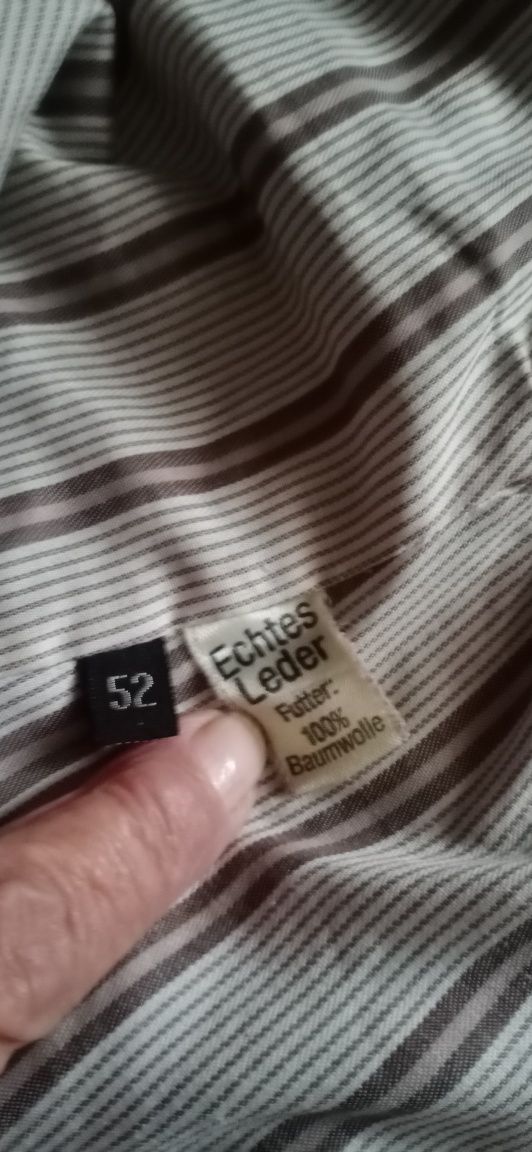 52
Echtes
Leder
Futter:
100%
Baumwolle